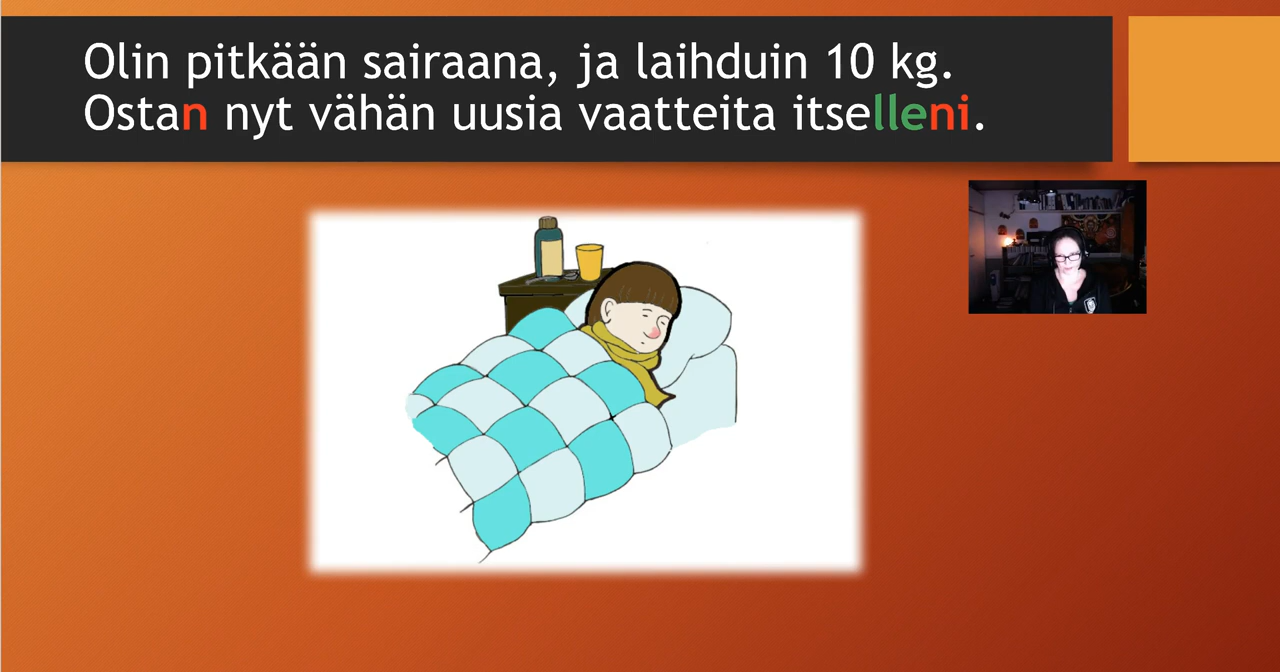 Olin pitkään sairaana, ja laihduin 10 kg.
Ostan nyt vähän uusia vaatteita itselleni.